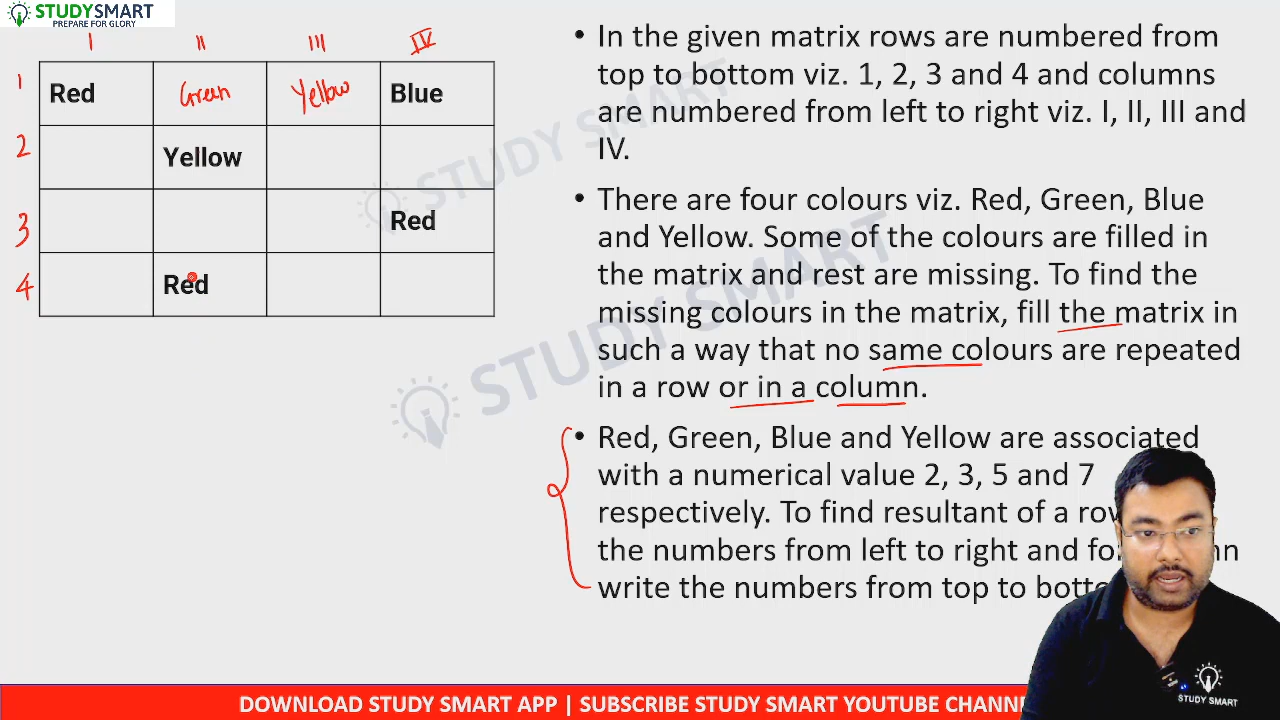 STUDYSMART
PREPARE FOR GLORY
I II III IV
1 Red Green Yellow Blue
2 Yellow
3 Red
4 Red
• In the given matrix rows are numbered from
top to bottom viz. 1, 2, 3 and 4 and columns
are numbered from left to right viz. I, II, III and
IV.
• There are four colours viz. Red, Green, Blue
and Yellow. Some of the colours are filled in
the matrix and rest are missing. To find the
missing colours in the matrix, fill the matrix in
such a way that no same colours are repeated
in a row or in a column.
• Red, Green, Blue and Yellow are associated
with a numerical value 2, 3, 5 and 7
respectively. To find resultant of a row
the numbers from left to right and fo
write the numbers from top to botto
STUDY SMART
STUDY SMART
STUDY SMART
DOWNLOAD STUDY SMART APP | SUBSCRIBE STUDY SMART YOUTUBE CHANNE